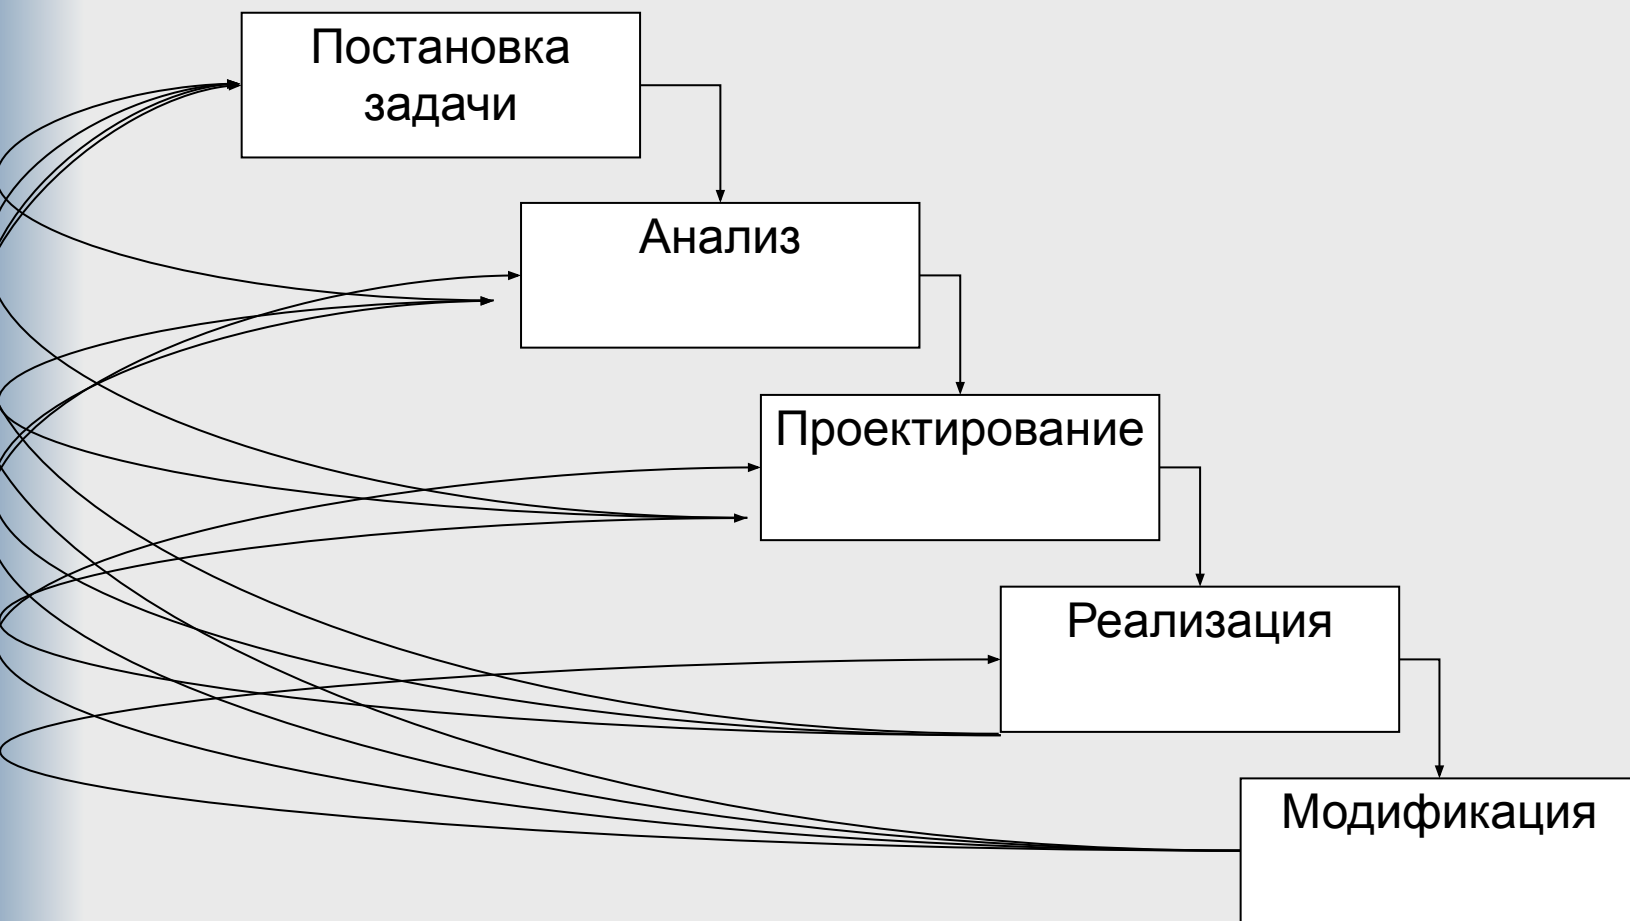 Постановка
задачи
Анализ
Проектирование
Реализация
Модификация